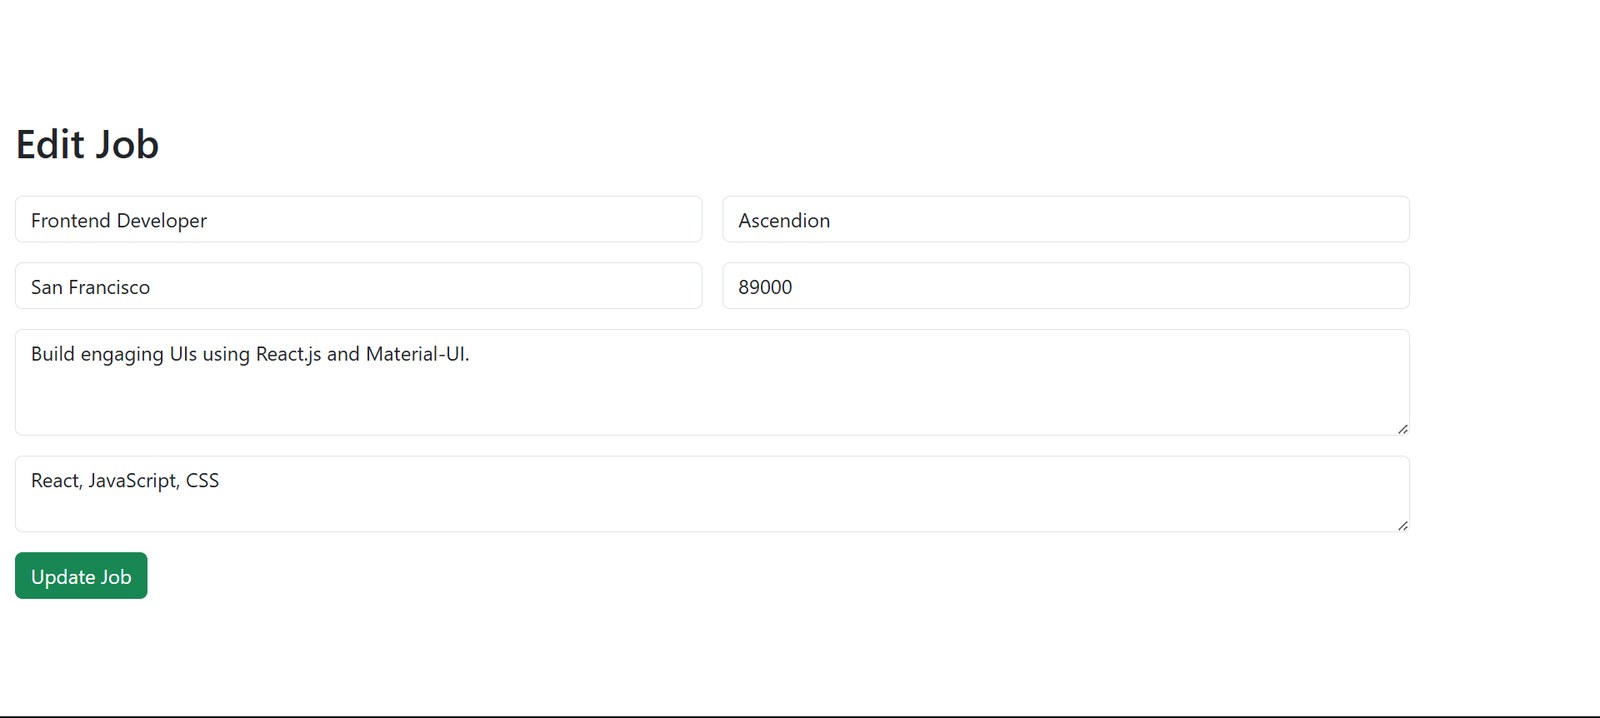 Edit Job
Frontend Developer
Ascendion
San Francisco
89000
Build engaging UIs using React.js and Material-UI.
React, JavaScript, CSS
Update Job